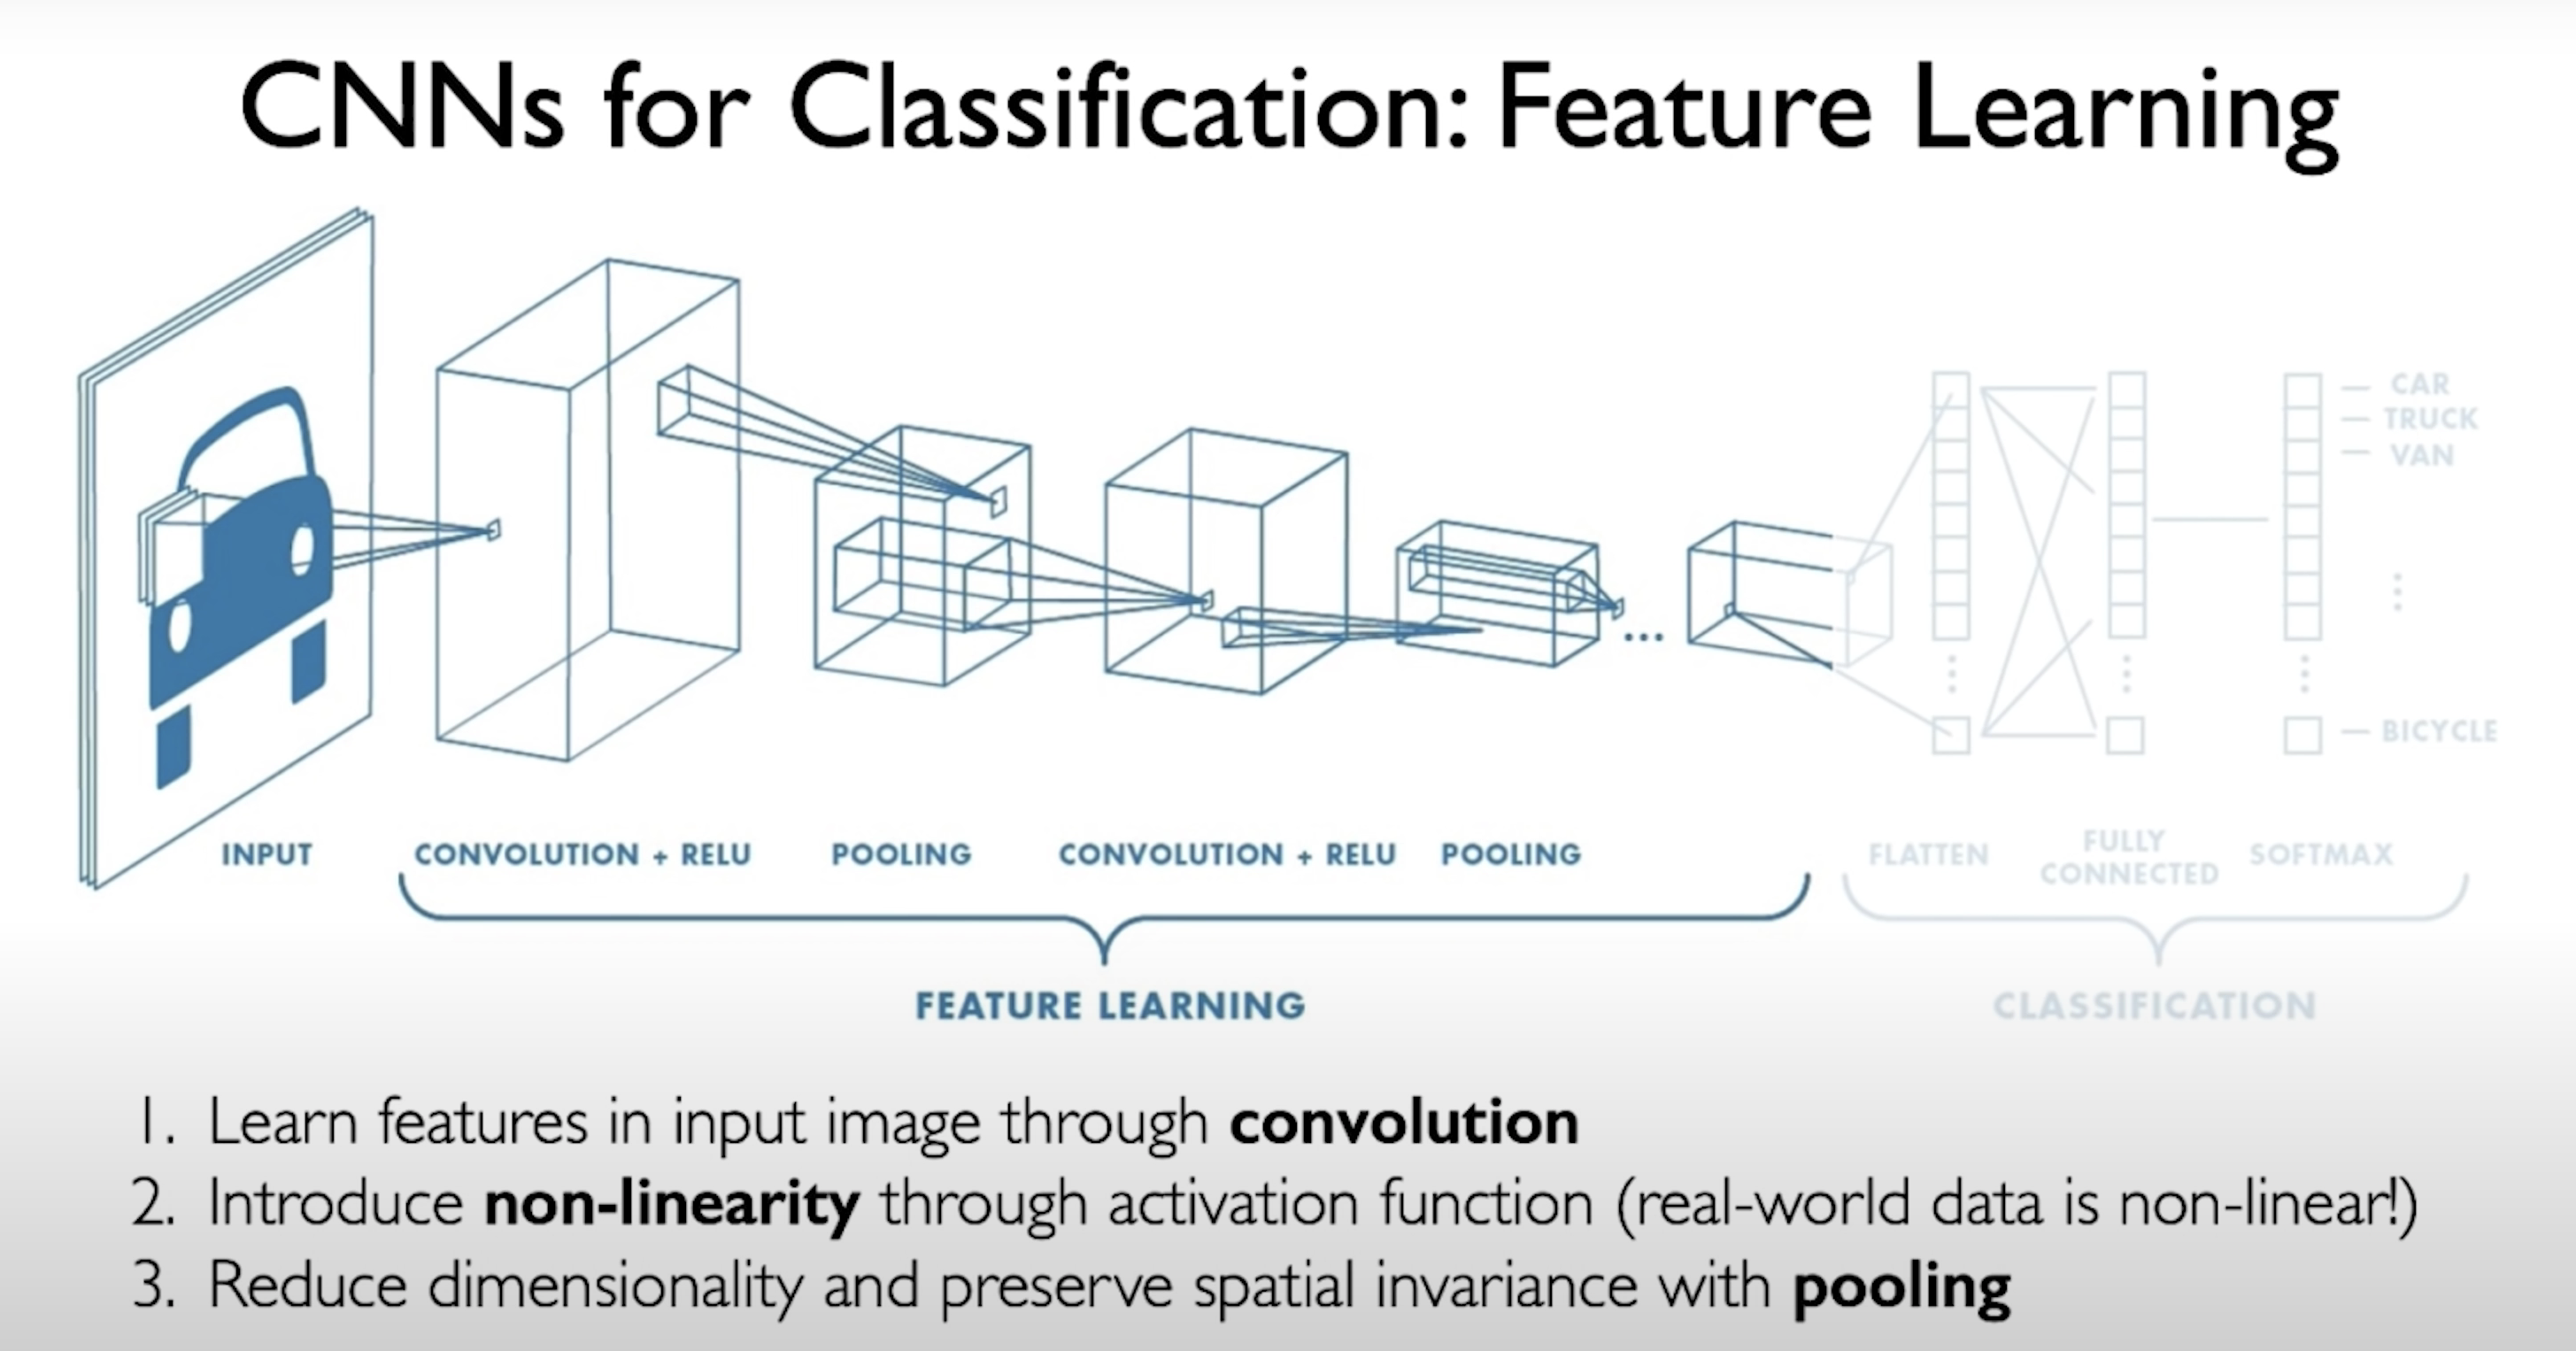 CNNs for Classification: Feature Learning
CAR
TRUCK
VAN
BICYCLE
INPUT
CONVOLUTION + RELU
POOLING
CONVOLUTION + RELU
POOLING
FLATTEN
FULLY
CONNECTED
SOFTMAX
FEATURE LEARNING
CLASSIFICATION
1. Learn features in input image through convolution
2. Introduce non-linearity through activation function (real-world data is non-linear!)
3. Reduce dimensionality and preserve spatial invariance with pooling